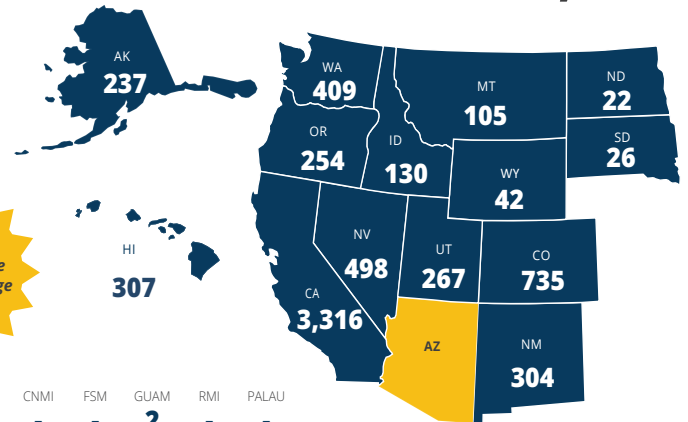 AK
237
WA
409
MT
105
ND
22
OR
254
ID
130
SD
26
WY
42
HI
307
NV
498
UT
267
CO
735
CA
3,316
AZ
NM
304
CNMI FSM GUAM RMI PALAU
- - 2 - -